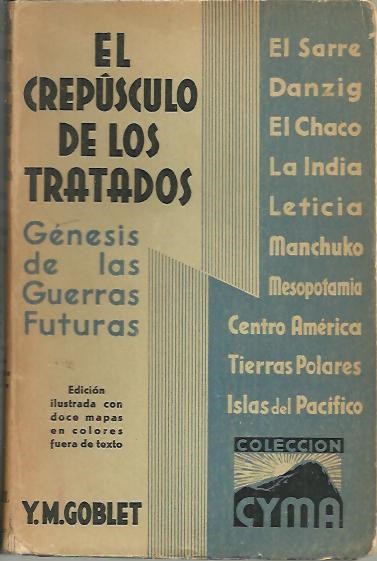 EL
CREPÚSCULO
DE LOS
TRATADOS
Génesis
de las
Guerras
Futuras
Edición
ilustrada con
doce mapas
en colores
fuera de texto
Y. M. GOBLET
El Sarre
Danzig
El Chaco
La India
Leticia
Manchuko
Mesopotamia
Centro América
Tierras Polares
Islas del Pacífico
COLECCION
CYMA